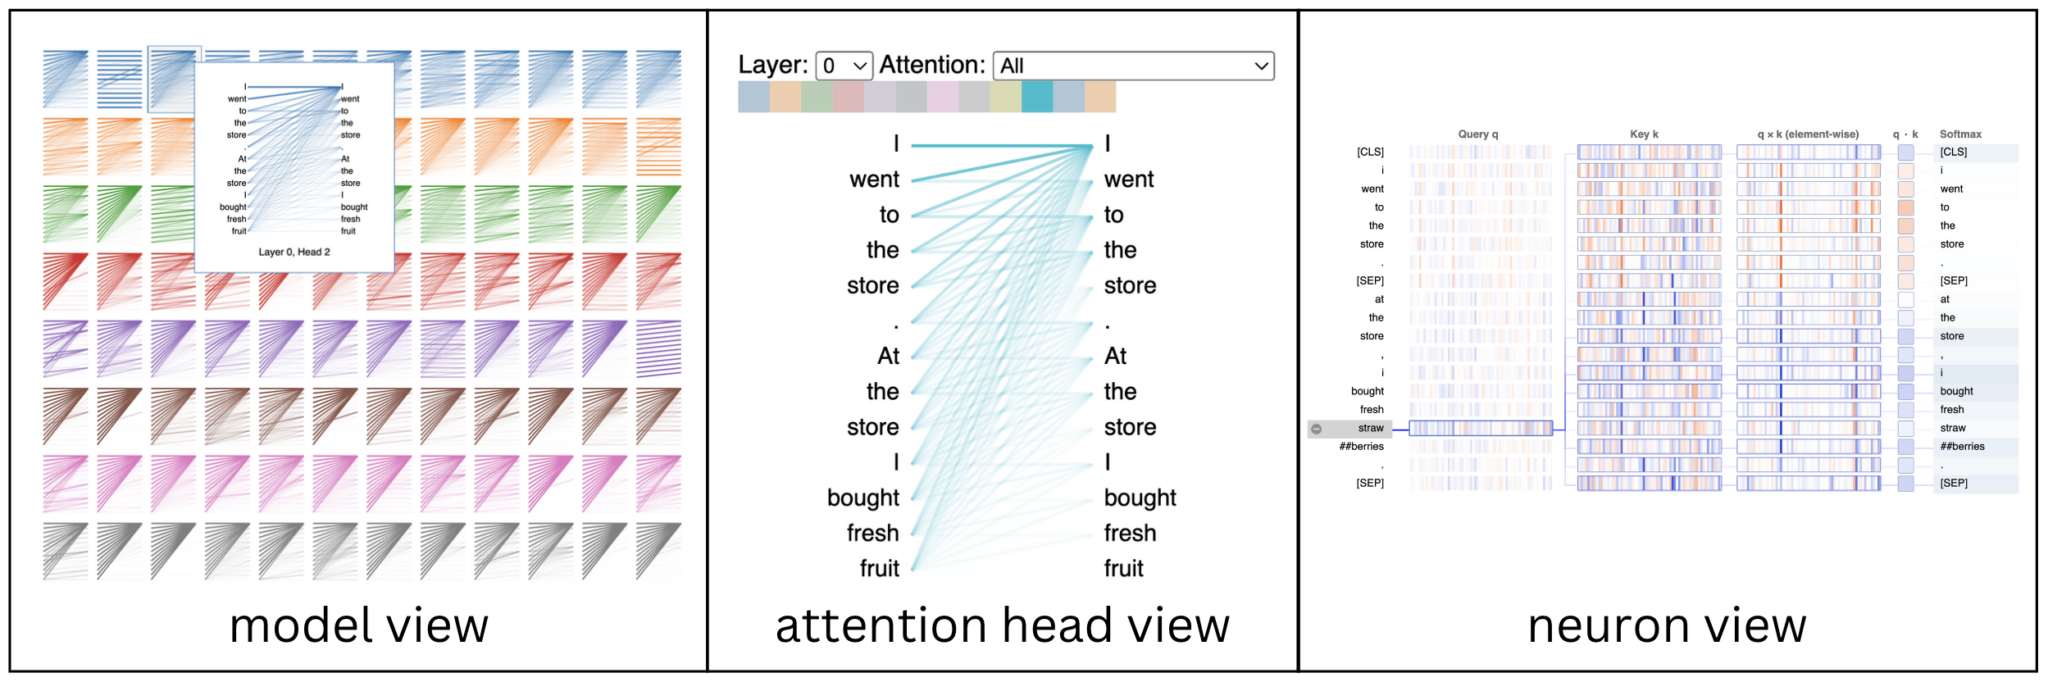 I I
went went
to to
the the
store store
. .
At At
the the
store store
I I
bought bought
fresh fresh
fruit fruit
Layer 0, Head 2
model view
Layer: 0 Attention: All
I I
went went
to to
the the
store store
. .
At At
the the
store store
I I
bought bought
fresh fresh
fruit fruit
attention head view
Query q Key k q × k (element-wise) q · k Softmax
[CLS] [CLS]
i i
went went
to to
the the
store store
. .
[SEP] [SEP]
at at
the the
store store
, ,
i i
bought bought
fresh fresh
straw straw
##berries ##berries
. .
[SEP] [SEP]
neuron view